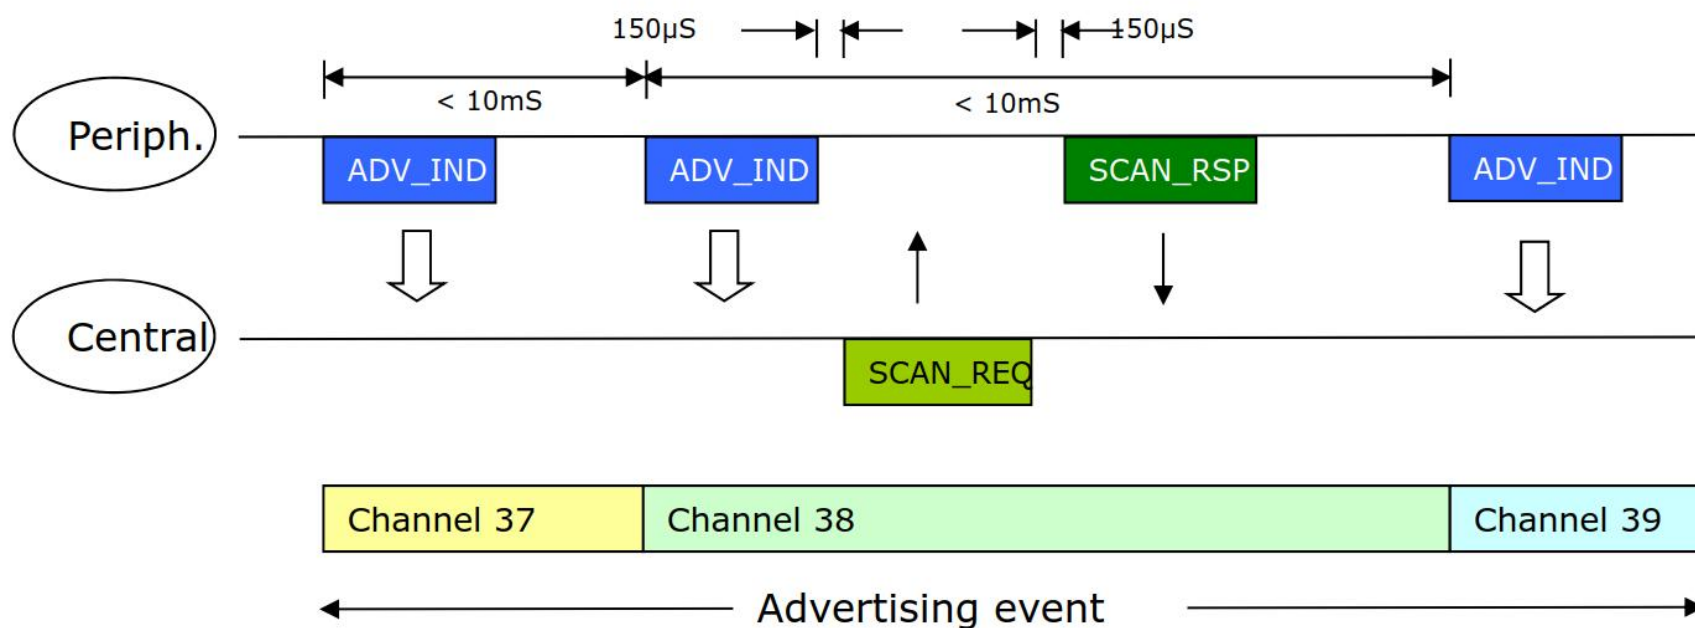 150µS
150µS
< 10mS
< 10mS
Periph.
ADV_IND
ADV_IND
SCAN_RSP
ADV_IND
Central
SCAN_REQ
Channel 37
Channel 38
Channel 39
Advertising event